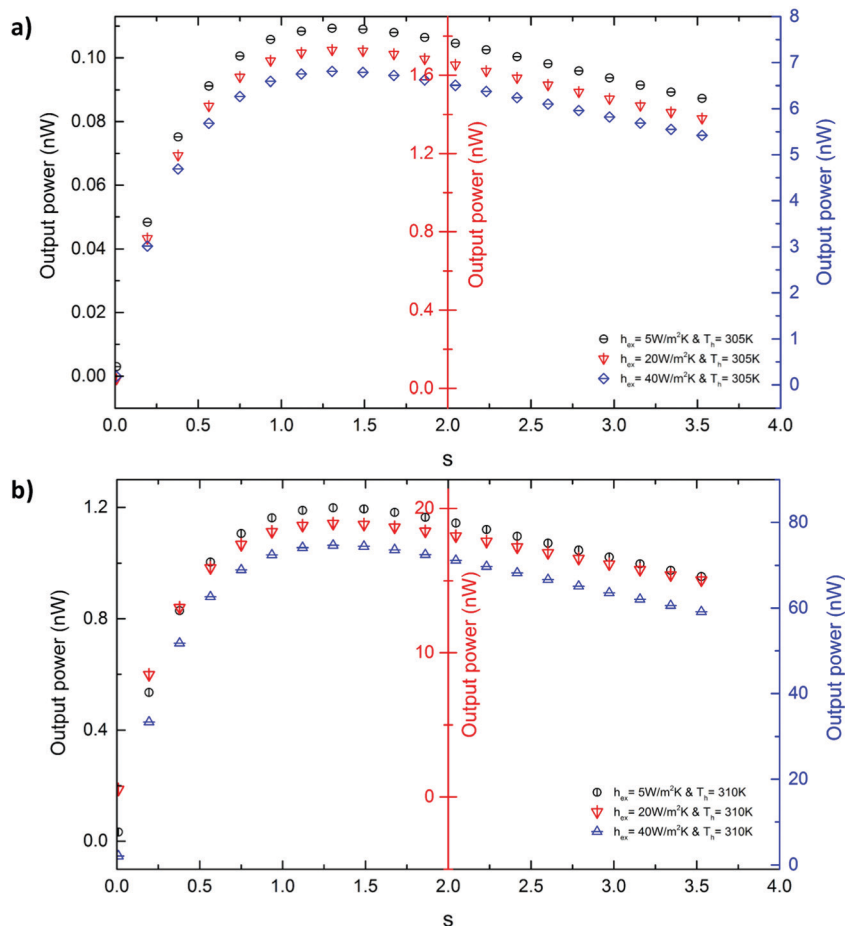 a)
0.10
0.08
0.06
0.04
0.02
0.00
Output power (nW)
1.6
1.2
0.8
0.4
0.0
Output power (nW)
8
7
6
5
4
3
2
1
0
Output power (nW)
hₑₓ= 5W/m²K & Tₕ= 305K
hₑₓ= 20W/m²K & Tₕ= 305K
hₑₓ= 40W/m²K & Tₕ= 305K
0.0 0.5 1.0 1.5 2.0 2.5 3.0 3.5 4.0
s
b)
1.2
0.8
0.4
0.0
Output power (nW)
20
10
0
Output power (nW)
80
60
40
20
0
Output power (nW)
hₑₓ= 5W/m²K & Tₕ= 310K
hₑₓ= 20W/m²K & Tₕ= 310K
hₑₓ= 40W/m²K & Tₕ= 310K
0.0 0.5 1.0 1.5 2.0 2.5 3.0 3.5 4.0
s